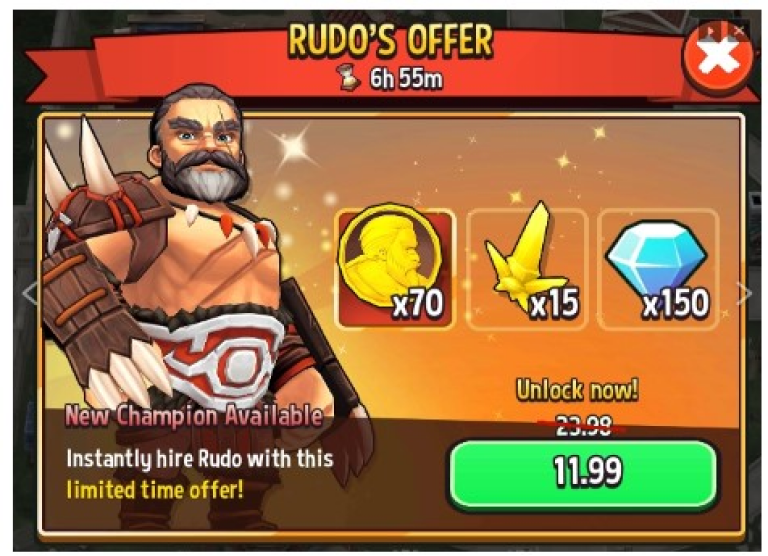 RUDO'S OFFER
6h 55m
x70
x15
x150
Unlock now!
23.98
11.99
New Champion Available
Instantly hire Rudo with this
limited time offer!